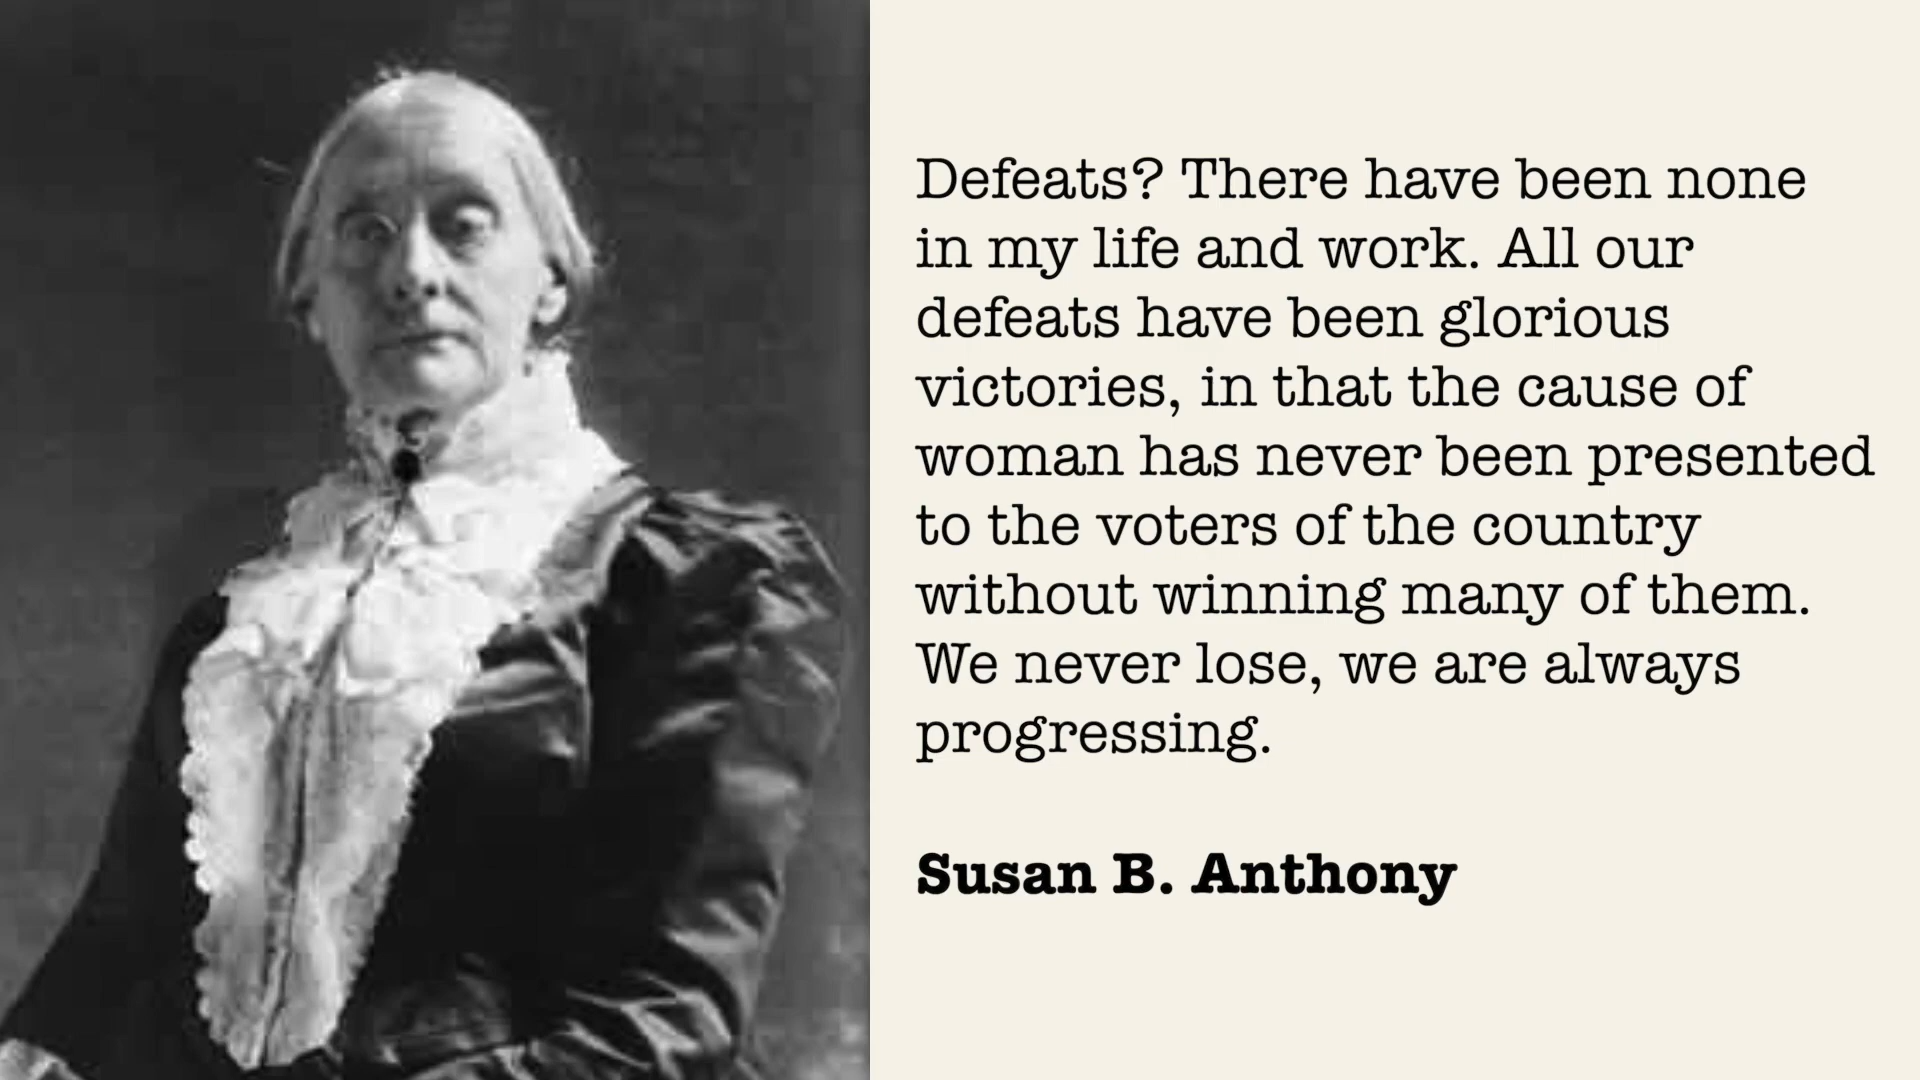 Defeats? There have been none
in my life and work. All our
defeats have been glorious
victories, in that the cause of
woman has never been presented
to the voters of the country
without winning many of them.
We never lose, we are always
progressing.
Susan B. Anthony